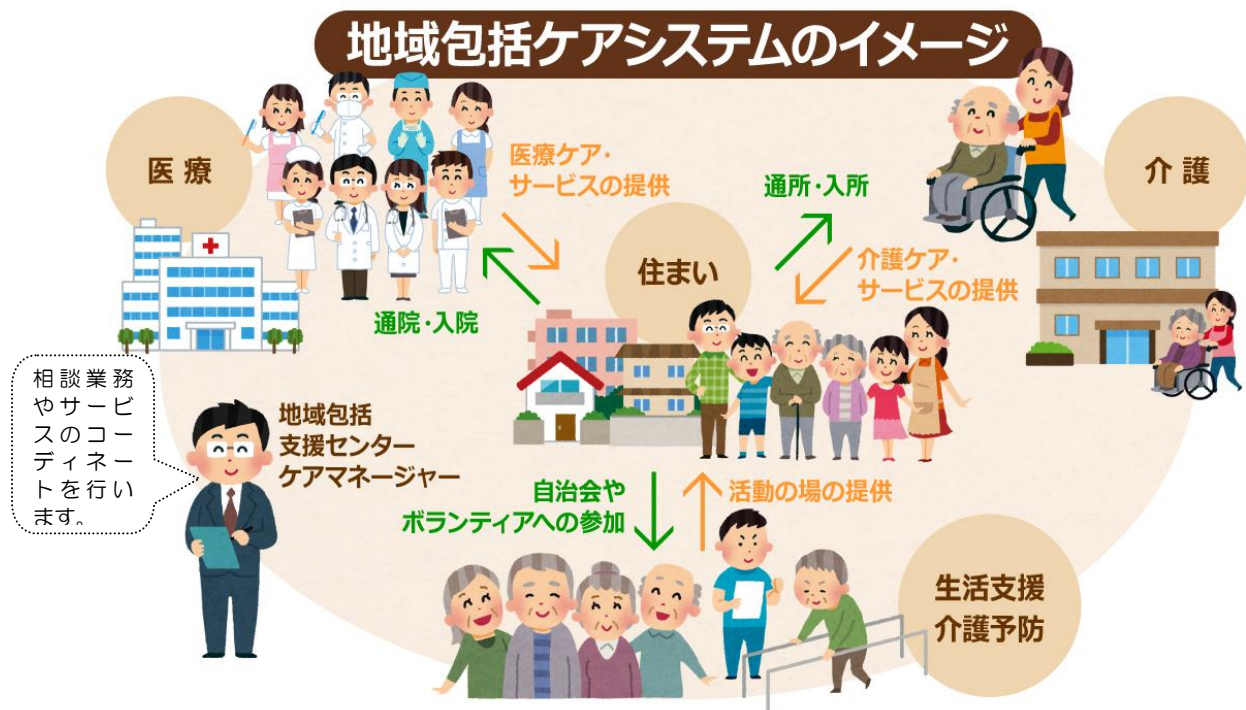 地域包括ケアシステムのイメージ
医療
医療ケア・
サービスの提供
通院・入院
住まい
通所・入所
介護ケア・
サービスの提供
介護
相談業務
やサービ
スのコー
ディネー
トを行い
ます。
地域包括
支援センター
ケアマネージャー
自治会や
ボランティアへの参加
活動の場の提供
生活支援
介護予防